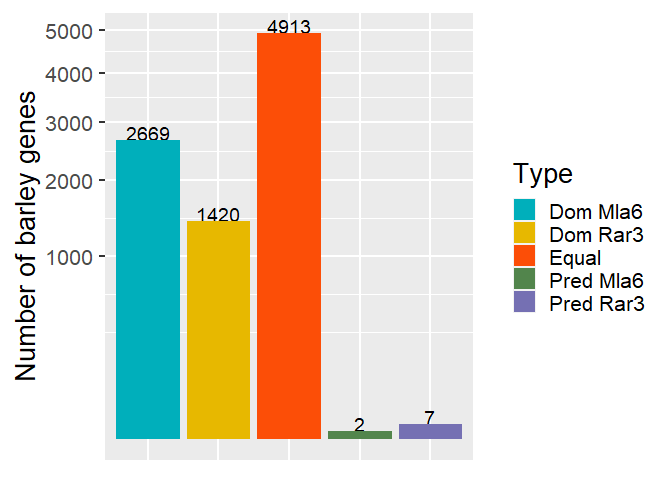 Number of barley genes
5000
4000
3000
2000
1000
2669
1420
4913
2
7
Type
Dom Mla6
Dom Rar3
Equal
Pred Mla6
Pred Rar3